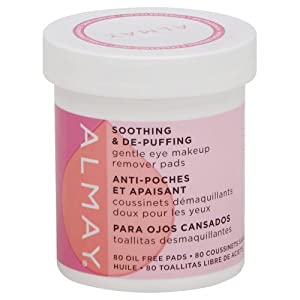 ALMAY
ALMAY.
SOOTHING
& DE-PUFFING
gentle eye makeup
remover pads
ANTI-POCHES
ET APAISANT
coussinets démaquillants
doux pour les yeux
PARA OJOS CANSADOS
toallitas desmaquillantes
80 OIL FREE PADS • 80 COUSSINETS
HUILE • 80 TOALLITAS LIBRE DE ACEITE